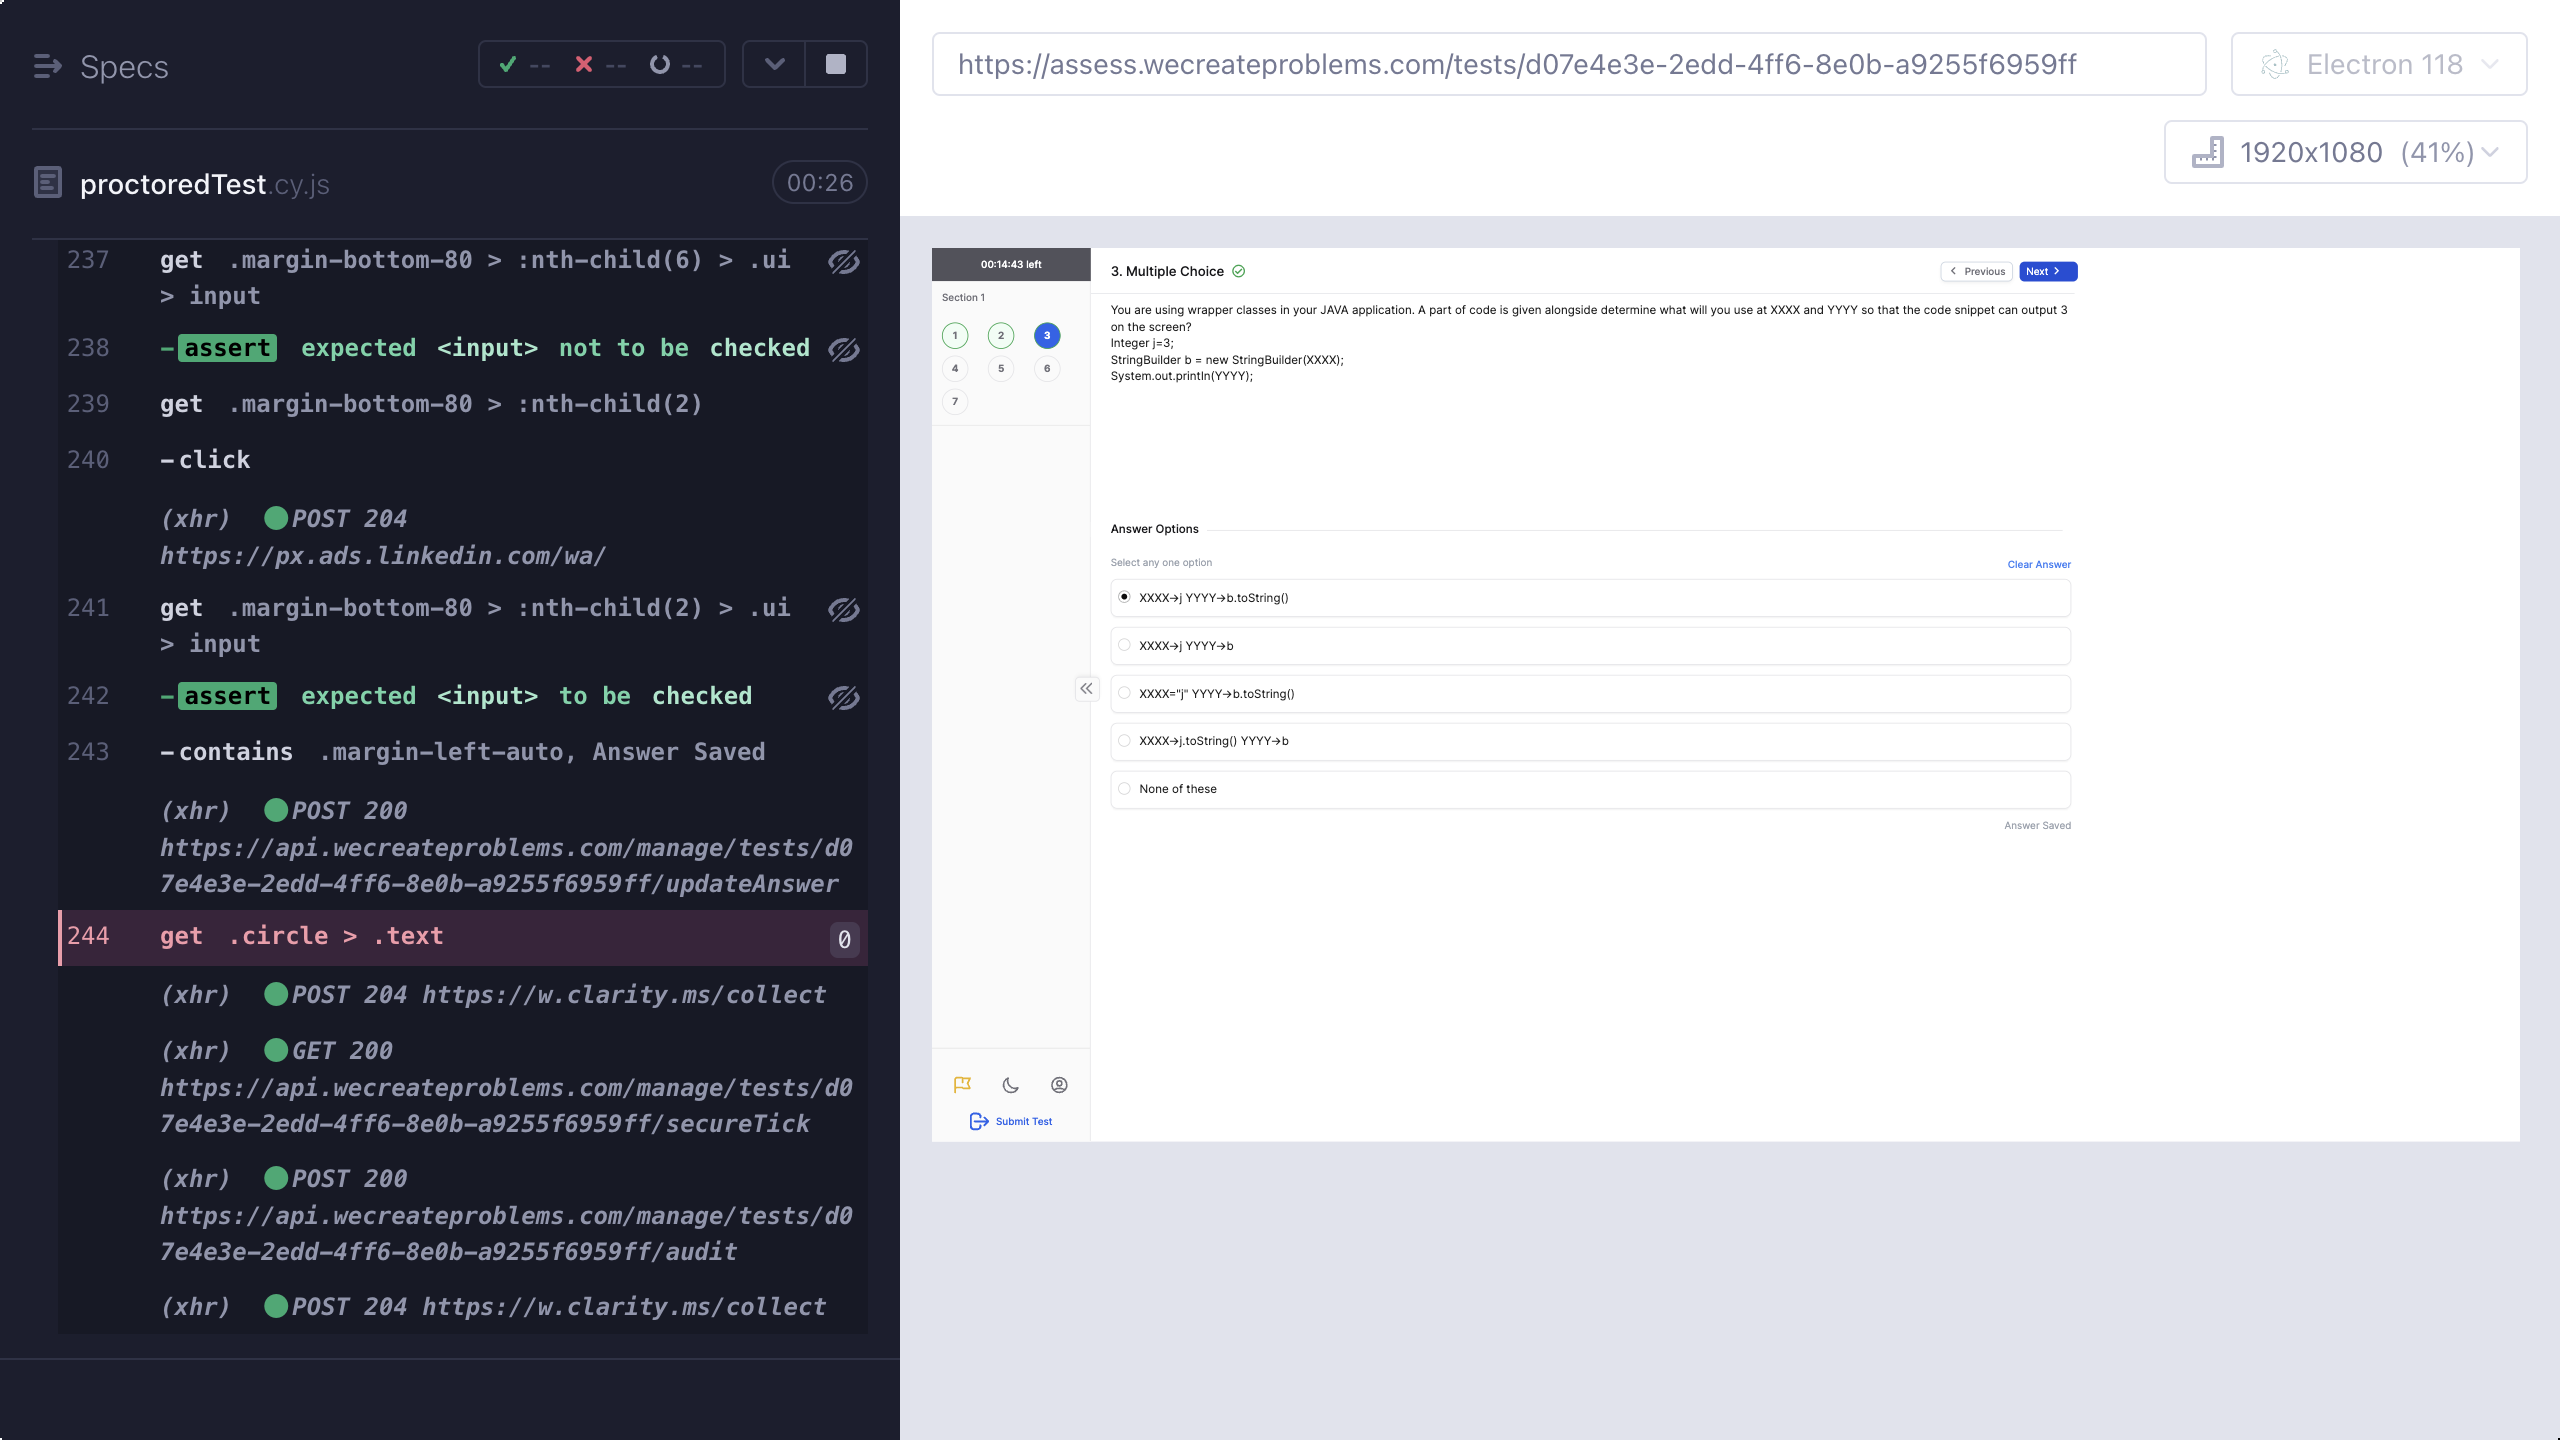 Specs
✓ -- ✗ -- --
proctoredTest.cy.js 00:26
237 get .margin-bottom-80 > :nth-child(6) > .ui
> input
238 -assert expected <input> not to be checked
239 get .margin-bottom-80 > :nth-child(2)
240 -click
(xhr) POST 204
https://px.ads.linkedin.com/wa/
241 get .margin-bottom-80 > :nth-child(2) > .ui
> input
242 -assert expected <input> to be checked
243 -contains .margin-left-auto, Answer Saved
(xhr) POST 200
https://api.wecreateproblems.com/manage/tests/d0
7e4e3e-2edd-4ff6-8e0b-a9255f6959ff/updateAnswer
244 get .circle > .text 0
(xhr) POST 204 https://w.clarity.ms/collect
(xhr) GET 200
https://api.wecreateproblems.com/manage/tests/d0
7e4e3e-2edd-4ff6-8e0b-a9255f6959ff/secureTick
(xhr) POST 200
https://api.wecreateproblems.com/manage/tests/d0
7e4e3e-2edd-4ff6-8e0b-a9255f6959ff/audit
(xhr) POST 204 https://w.clarity.ms/collect
https://assess.wecreateproblems.com/tests/d07e4e3e-2edd-4ff6-8e0b-a9255f6959ff
Electron 118
1920x1080 (41%)
00:14:43 left
Section 1
1 2 3
4 5 6
7
Submit Test
3. Multiple Choice
Previous
Next
You are using wrapper classes in your JAVA application. A part of code is given alongside determine what will you use at XXXX and YYYY so that the code snippet can output 3
on the screen?
Integer j=3;
StringBuilder b = new StringBuilder(XXXX);
System.out.println(YYYY);
Answer Options
Select any one option
Clear Answer
XXXX→j YYYY→b.toString()
XXXX→j YYYY→b
XXXX="j" YYYY→b.toString()
XXXX→j.toString() YYYY→b
None of these
Answer Saved